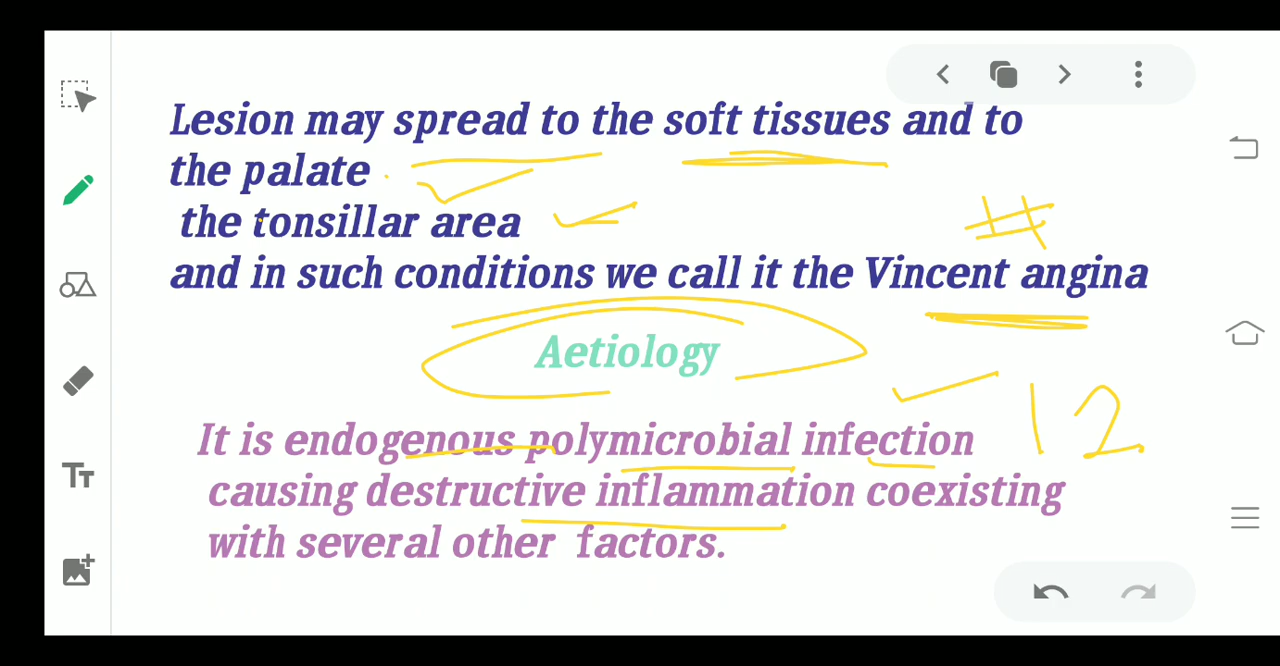 Lesion may spread to the soft tissues and to
the palate
the tonsillar area
#
and in such conditions we call it the Vincent angina
Aetiology
12
It is endogenous polymicrobial infection
causing destructive inflammation coexisting
with several other factors.
TT